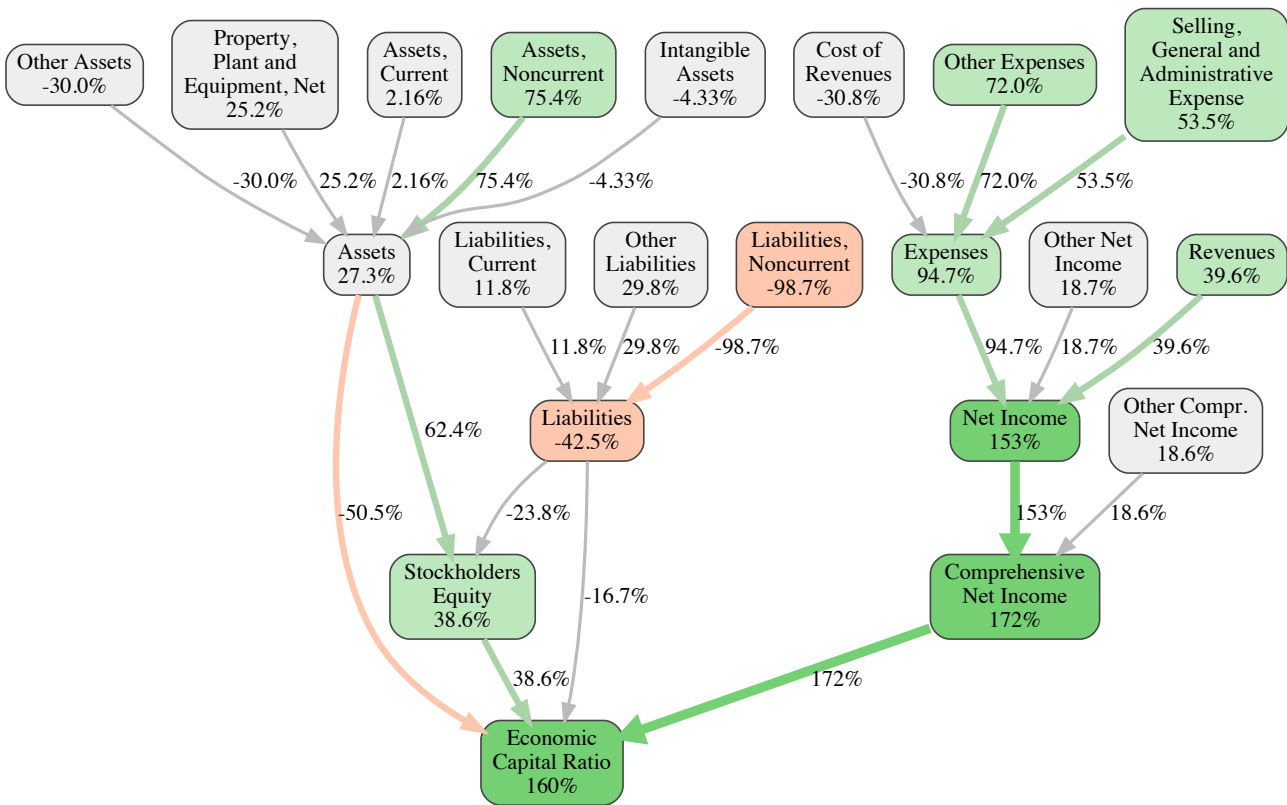 Other Assets
-30.0%
Property,
Plant and
Equipment, Net
25.2%
Assets,
Current
2.16%
Assets,
Noncurrent
75.4%
Intangible
Assets
-4.33%
Cost of
Revenues
-30.8%
Other Expenses
72.0%
Selling,
General and
Administrative
Expense
53.5%
-30.0%
25.2%
2.16%
75.4%
-4.33%
-30.8%
72.0%
53.5%
Assets
27.3%
Liabilities,
Current
11.8%
Other
Liabilities
29.8%
Liabilities,
Noncurrent
-98.7%
Expenses
94.7%
Other Net
Income
18.7%
Revenues
39.6%
11.8%
29.8%
-98.7%
94.7%
18.7%
39.6%
62.4%
Liabilities
-42.5%
Net Income
153%
Other Compr.
Net Income
18.6%
-50.5%
-23.8%
153%
18.6%
Stockholders
Equity
38.6%
-16.7%
Comprehensive
Net Income
172%
38.6%
172%
Economic
Capital Ratio
160%